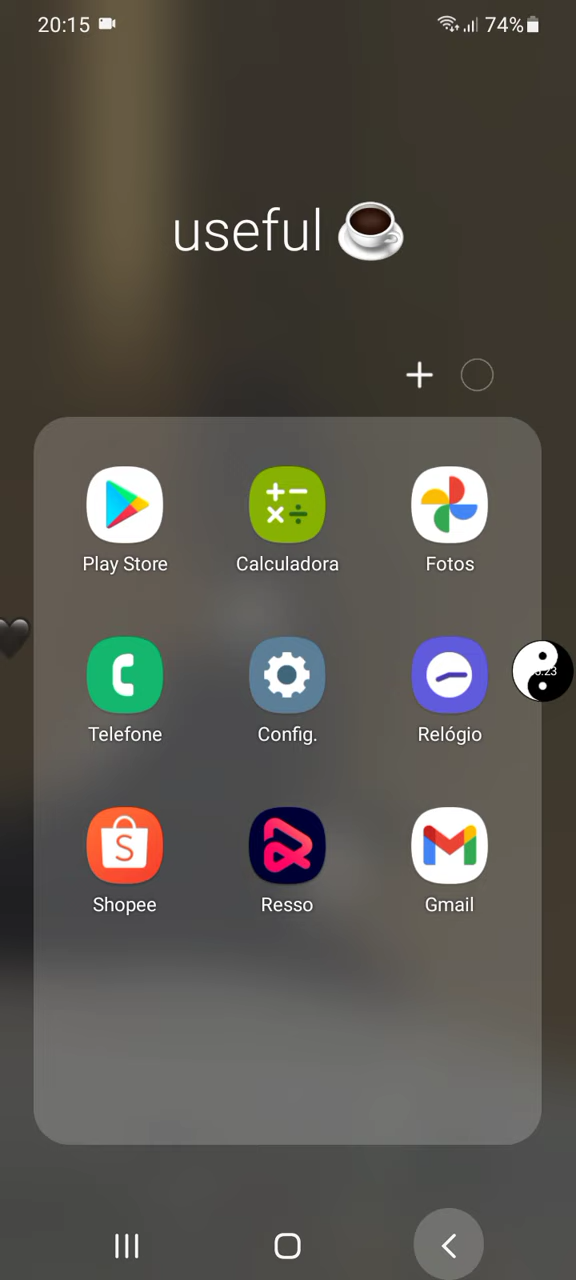 20:15 74%
useful ☕
Play Store Calculadora Fotos
Telefone Config. Relógio
Shopee Resso Gmail